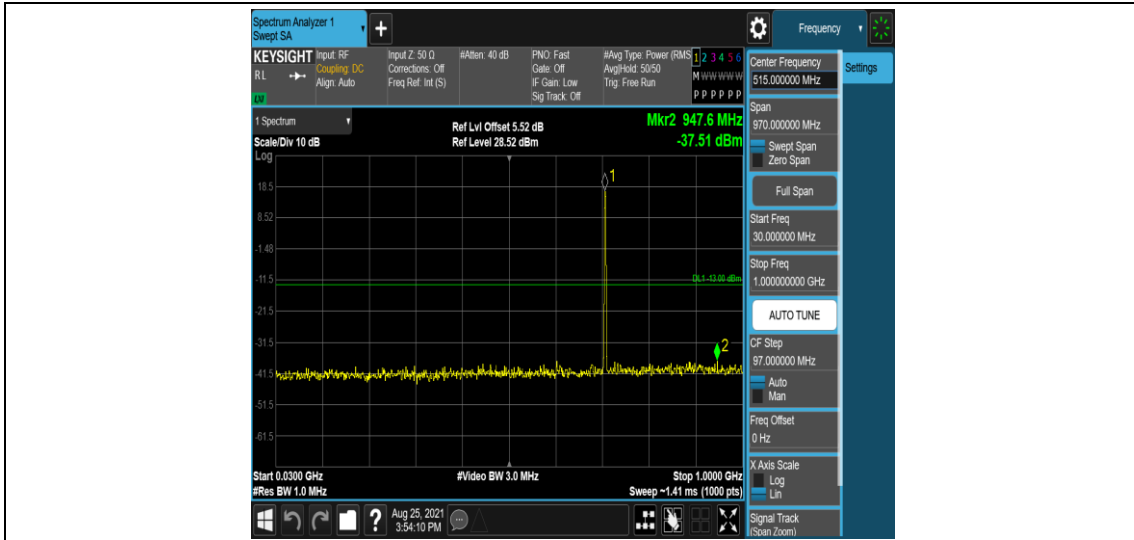 Spectrum Analyzer 1
Swept SA
Frequency
KEYSIGHT
RL
LXI
Input: RF
Coupling: DC
Align: Auto
Input Z: 50 Ω
Corrections: Off
Freq Ref: Int (S)
#Atten: 40 dB
PNO: Fast
Gate: Off
IF Gain: Low
Sig Track: Off
#Avg Type: Power (RMS
Avg|Hold: 50/50
Trig: Free Run
1 2 3 4 5 6
M W W W W W
P P P P P P
1 Spectrum
Scale/Div 10 dB
Ref Lvl Offset 5.52 dB
Ref Level 28.52 dBm
Mkr2 947.6 MHz
-37.51 dBm
Log
18.5
8.52
-1.48
-11.5
-21.5
-31.5
-41.5
-51.5
-61.5
1
DL1 -13.00 dBm
2
Start 0.0300 GHz
#Res BW 1.0 MHz
#Video BW 3.0 MHz
Stop 1.0000 GHz
Sweep ~1.41 ms (1000 pts)
Aug 25, 2021
3:54:10 PM
Settings
Center Frequency
515.000000 MHz
Span
970.000000 MHz
Swept Span
Zero Span
Full Span
Start Freq
30.000000 MHz
Stop Freq
1.000000000 GHz
AUTO TUNE
CF Step
97.000000 MHz
Auto
Man
Freq Offset
0 Hz
X Axis Scale
Log
Lin
Signal Track
(Span Zoom)